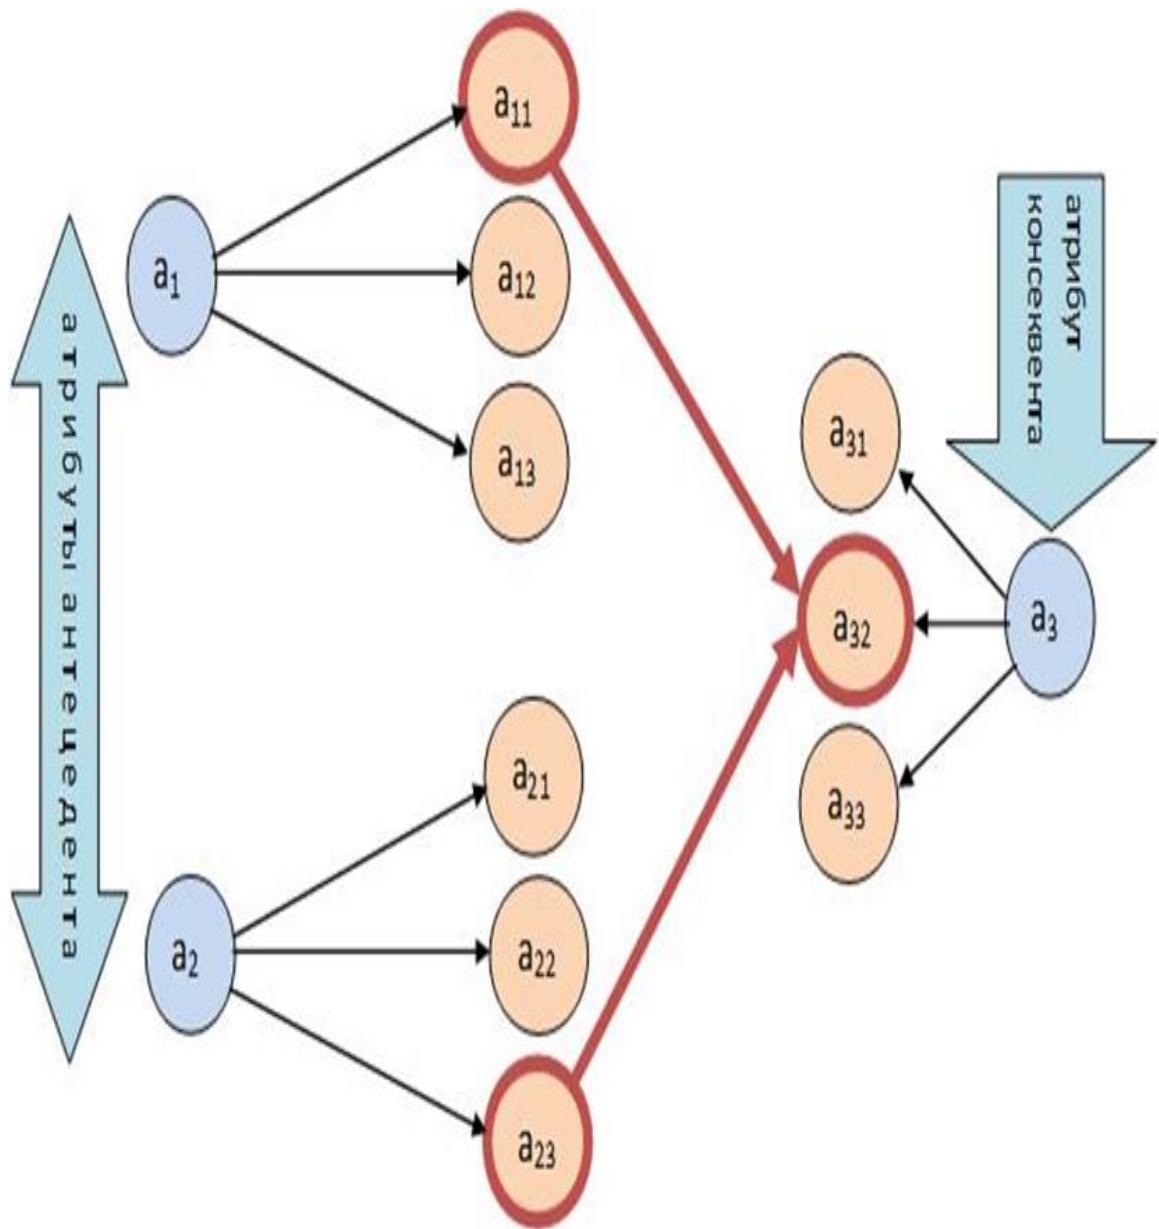 a11
a1
a12
a13
атрибуты антецедента
атрибут
консеквента
a31
a32
a3
a33
a21
a2
a22
a23